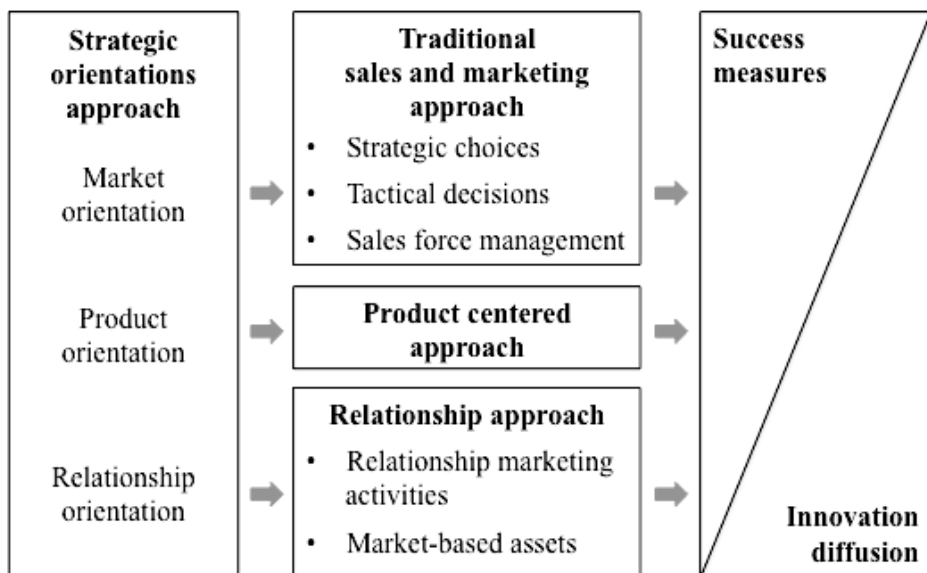 Strategic
orientations
approach
Market
orientation
Product
orientation
Relationship
orientation
Traditional
sales and marketing
approach
• Strategic choices
• Tactical decisions
• Sales force management
Product centered
approach
Relationship approach
• Relationship marketing
activities
• Market-based assets
Success
measures
Innovation
diffusion